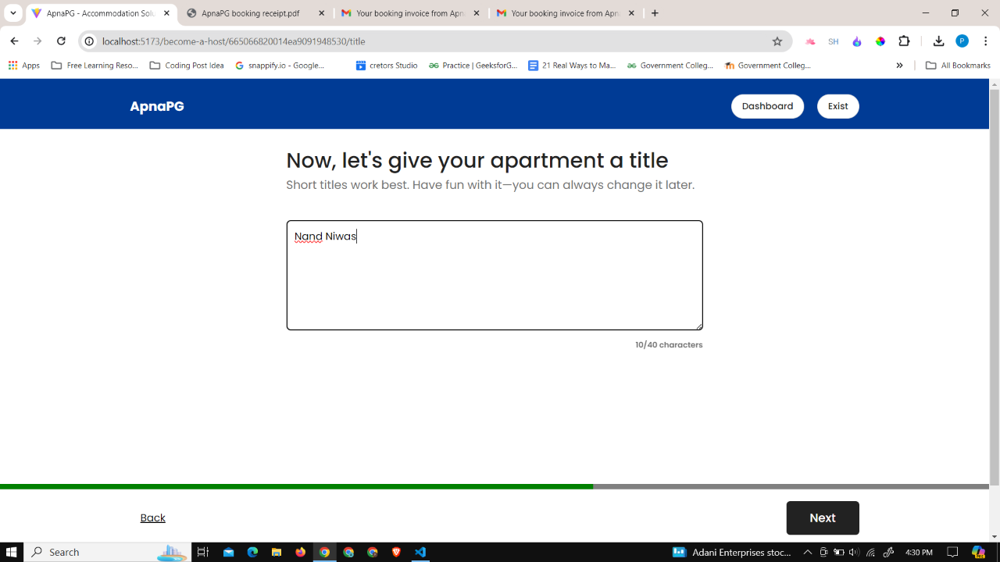 ApnaPG - Accommodation Solu
ApnaPG booking receipt.pdf
Your booking invoice from Apn
Your booking invoice from Apn
localhost:5173/become-a-host/665066820014ea9091948530/title
SH
P
Apps
Free Learning Reso...
Coding Post Idea
snappify.io - Google...
cretors Studio
Practice | GeeksforG...
21 Real Ways to Ma...
Government Colleg...
Government Colleg...
All Bookmarks
ApnaPG
Dashboard
Exist
Now, let's give your apartment a title
Short titles work best. Have fun with it—you can always change it later.
Nand Niwas
10/40 characters
Back
Next
Search
Adani Enterprises stoc...
4:30 PM